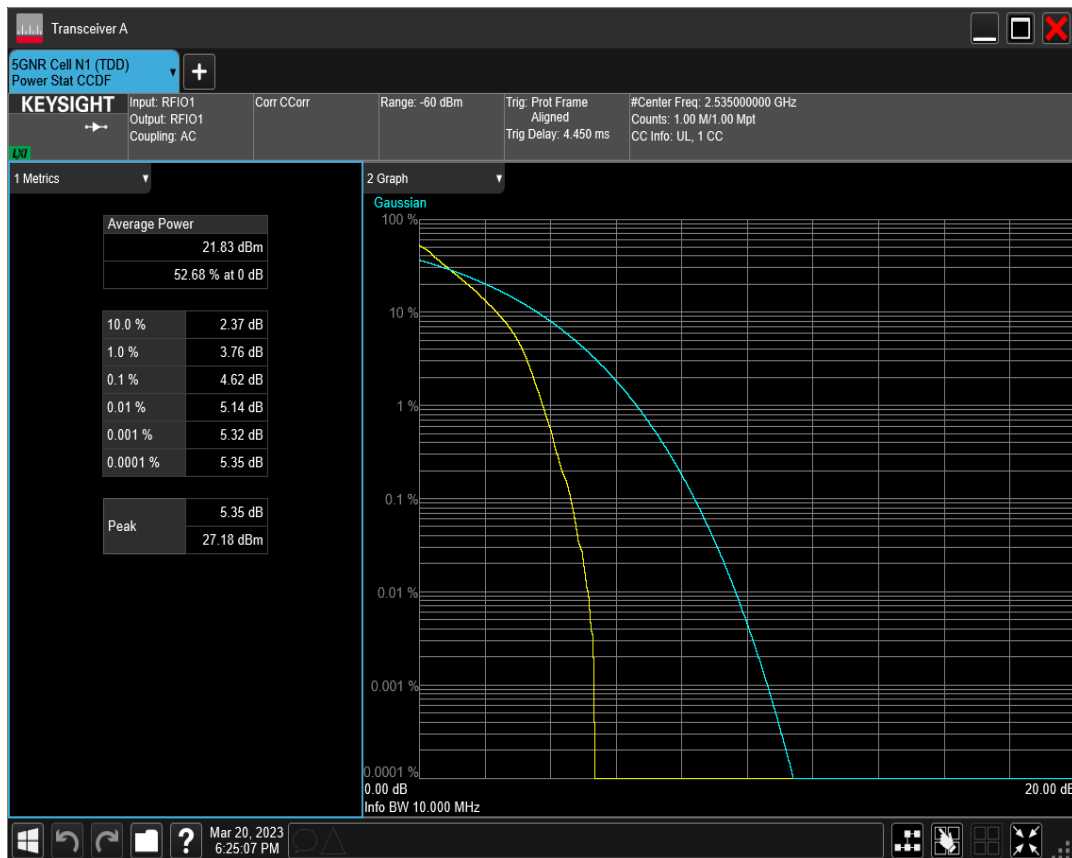 Transceiver A
5GNR Cell N1 (TDD)
Power Stat CCDF
KEYSIGHT
Input: RFIO1
Output: RFIO1
Coupling: AC
Corr CCorr
Range: -60 dBm
Trig: Prot Frame
Aligned
Trig Delay: 4.450 ms
#Center Freq: 2.535000000 GHz
Counts: 1.00 M/1.00 Mpt
CC Info: UL, 1 CC
LXI
1 Metrics
Average Power
21.83 dBm
52.68 % at 0 dB
10.0 % 2.37 dB
1.0 % 3.76 dB
0.1 % 4.62 dB
0.01 % 5.14 dB
0.001 % 5.32 dB
0.0001 % 5.35 dB
Peak
5.35 dB
27.18 dBm
2 Graph
Gaussian
100 %
10 %
1 %
0.1 %
0.01 %
0.001 %
0.0001 %
0.00 dB
20.00 dB
Info BW 10.000 MHz
Mar 20, 2023
6:25:07 PM